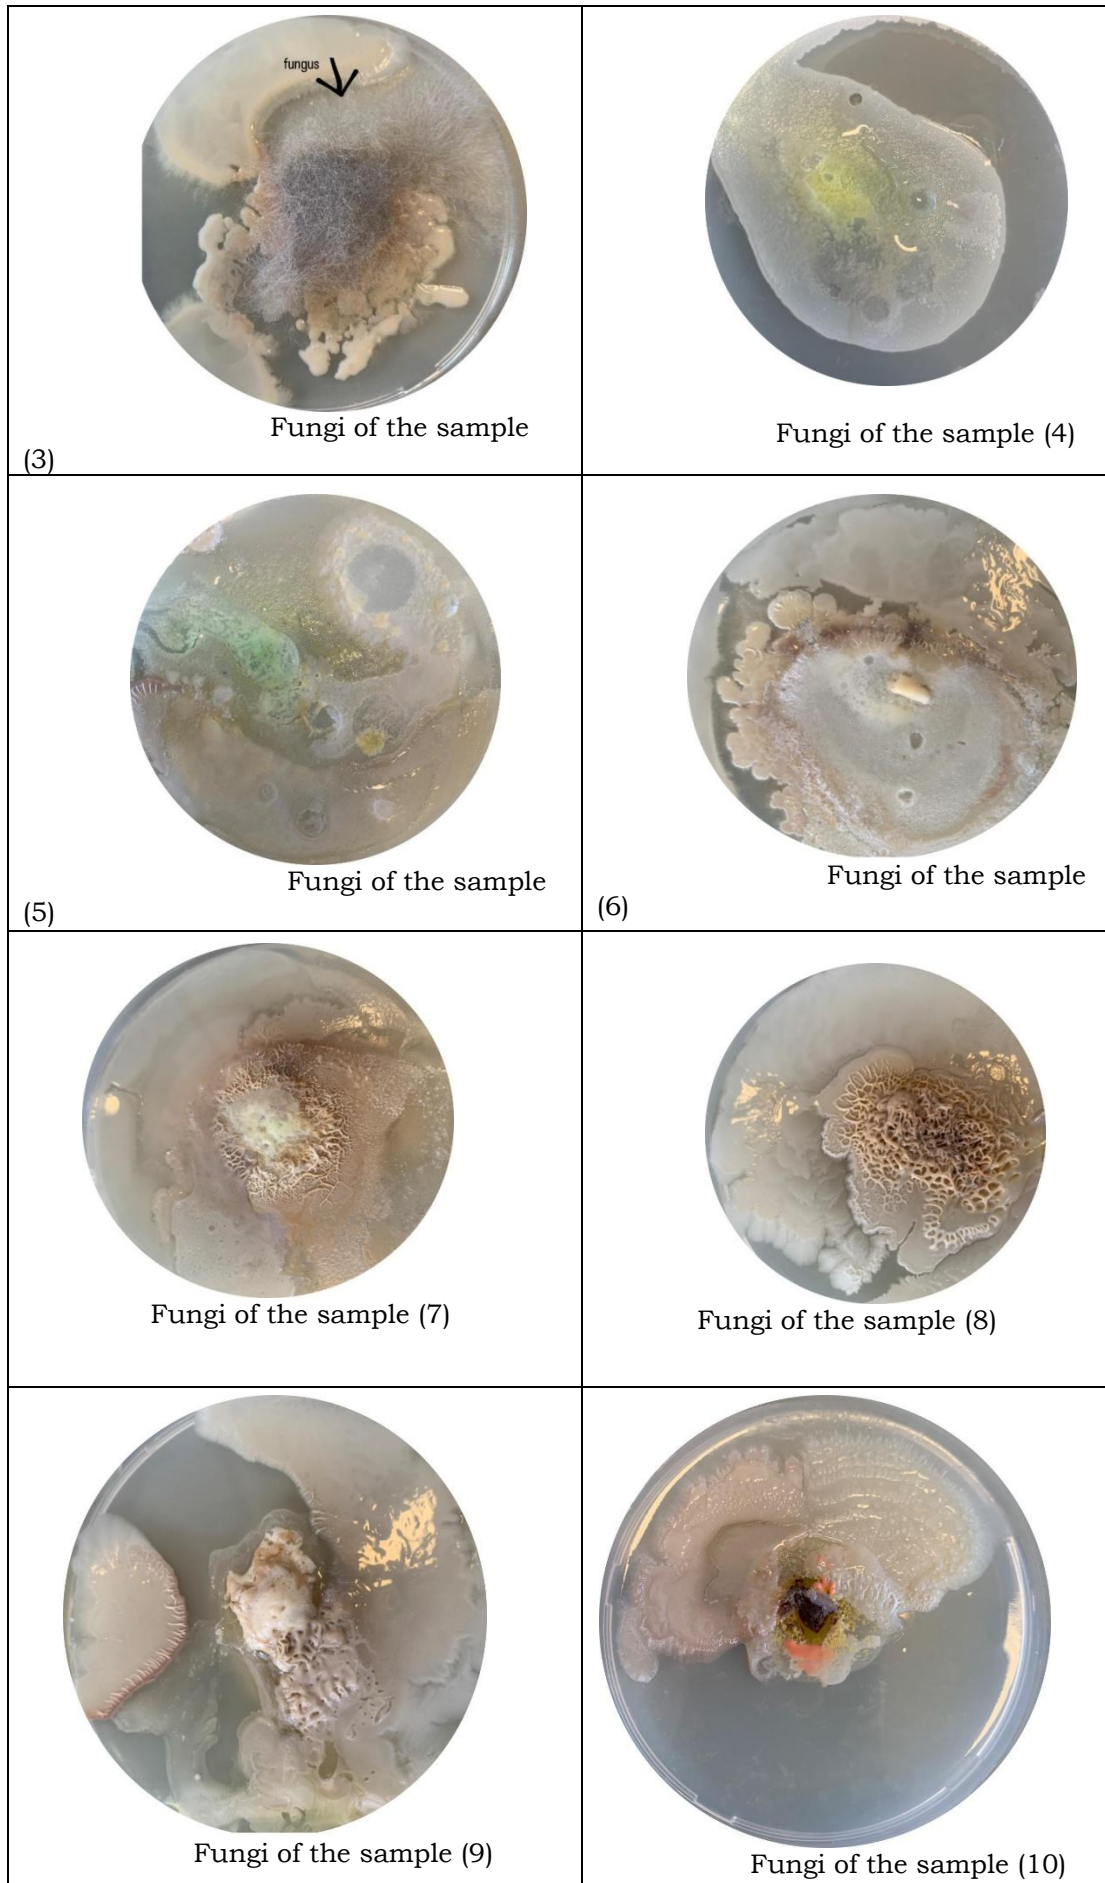 fungus
Fungi of the sample
(3)
Fungi of the sample (4)
Fungi of the sample
(5)
Fungi of the sample
(6)
Fungi of the sample (7)
Fungi of the sample (8)
Fungi of the sample (9)
Fungi of the sample (10)